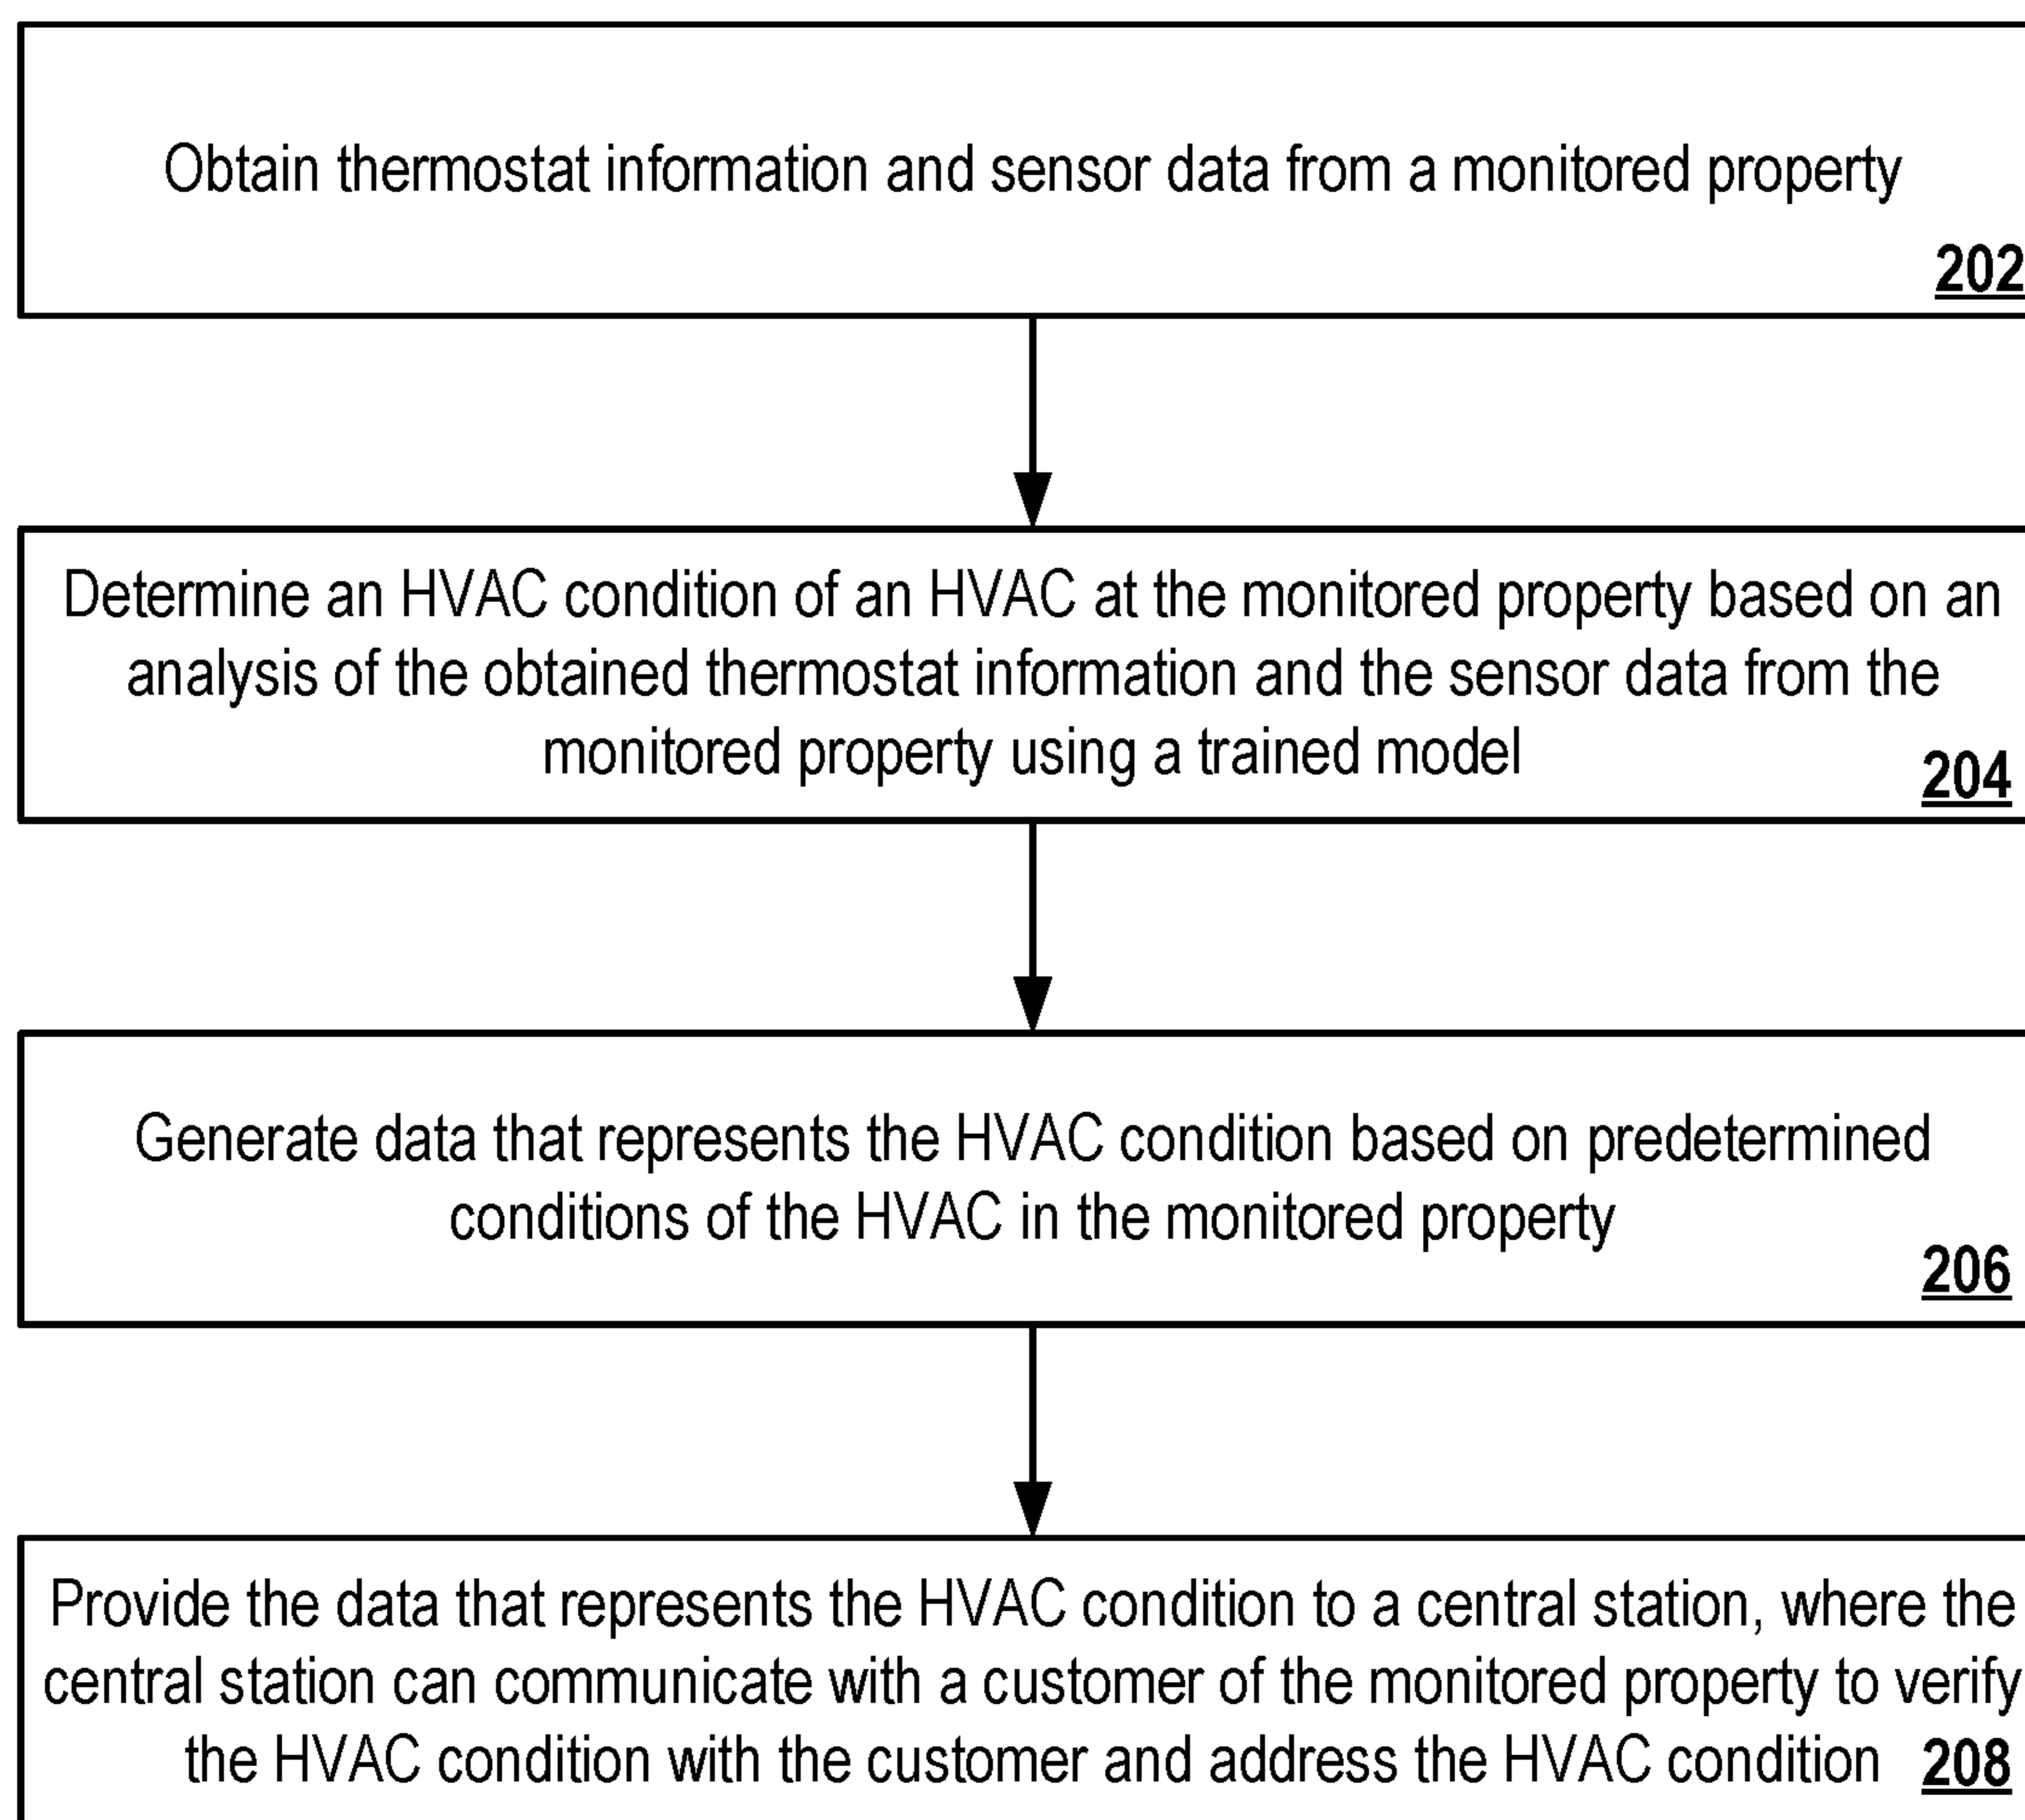 Obtain thermostat information and sensor data from a monitored property
202
Determine an HVAC condition of an HVAC at the monitored property based on an
analysis of the obtained thermostat information and the sensor data from the
monitored property using a trained model
204
Generate data that represents the HVAC condition based on predetermined
conditions of the HVAC in the monitored property
206
Provide the data that represents the HVAC condition to a central station, where the
central station can communicate with a customer of the monitored property to verify
the HVAC condition with the customer and address the HVAC condition 208